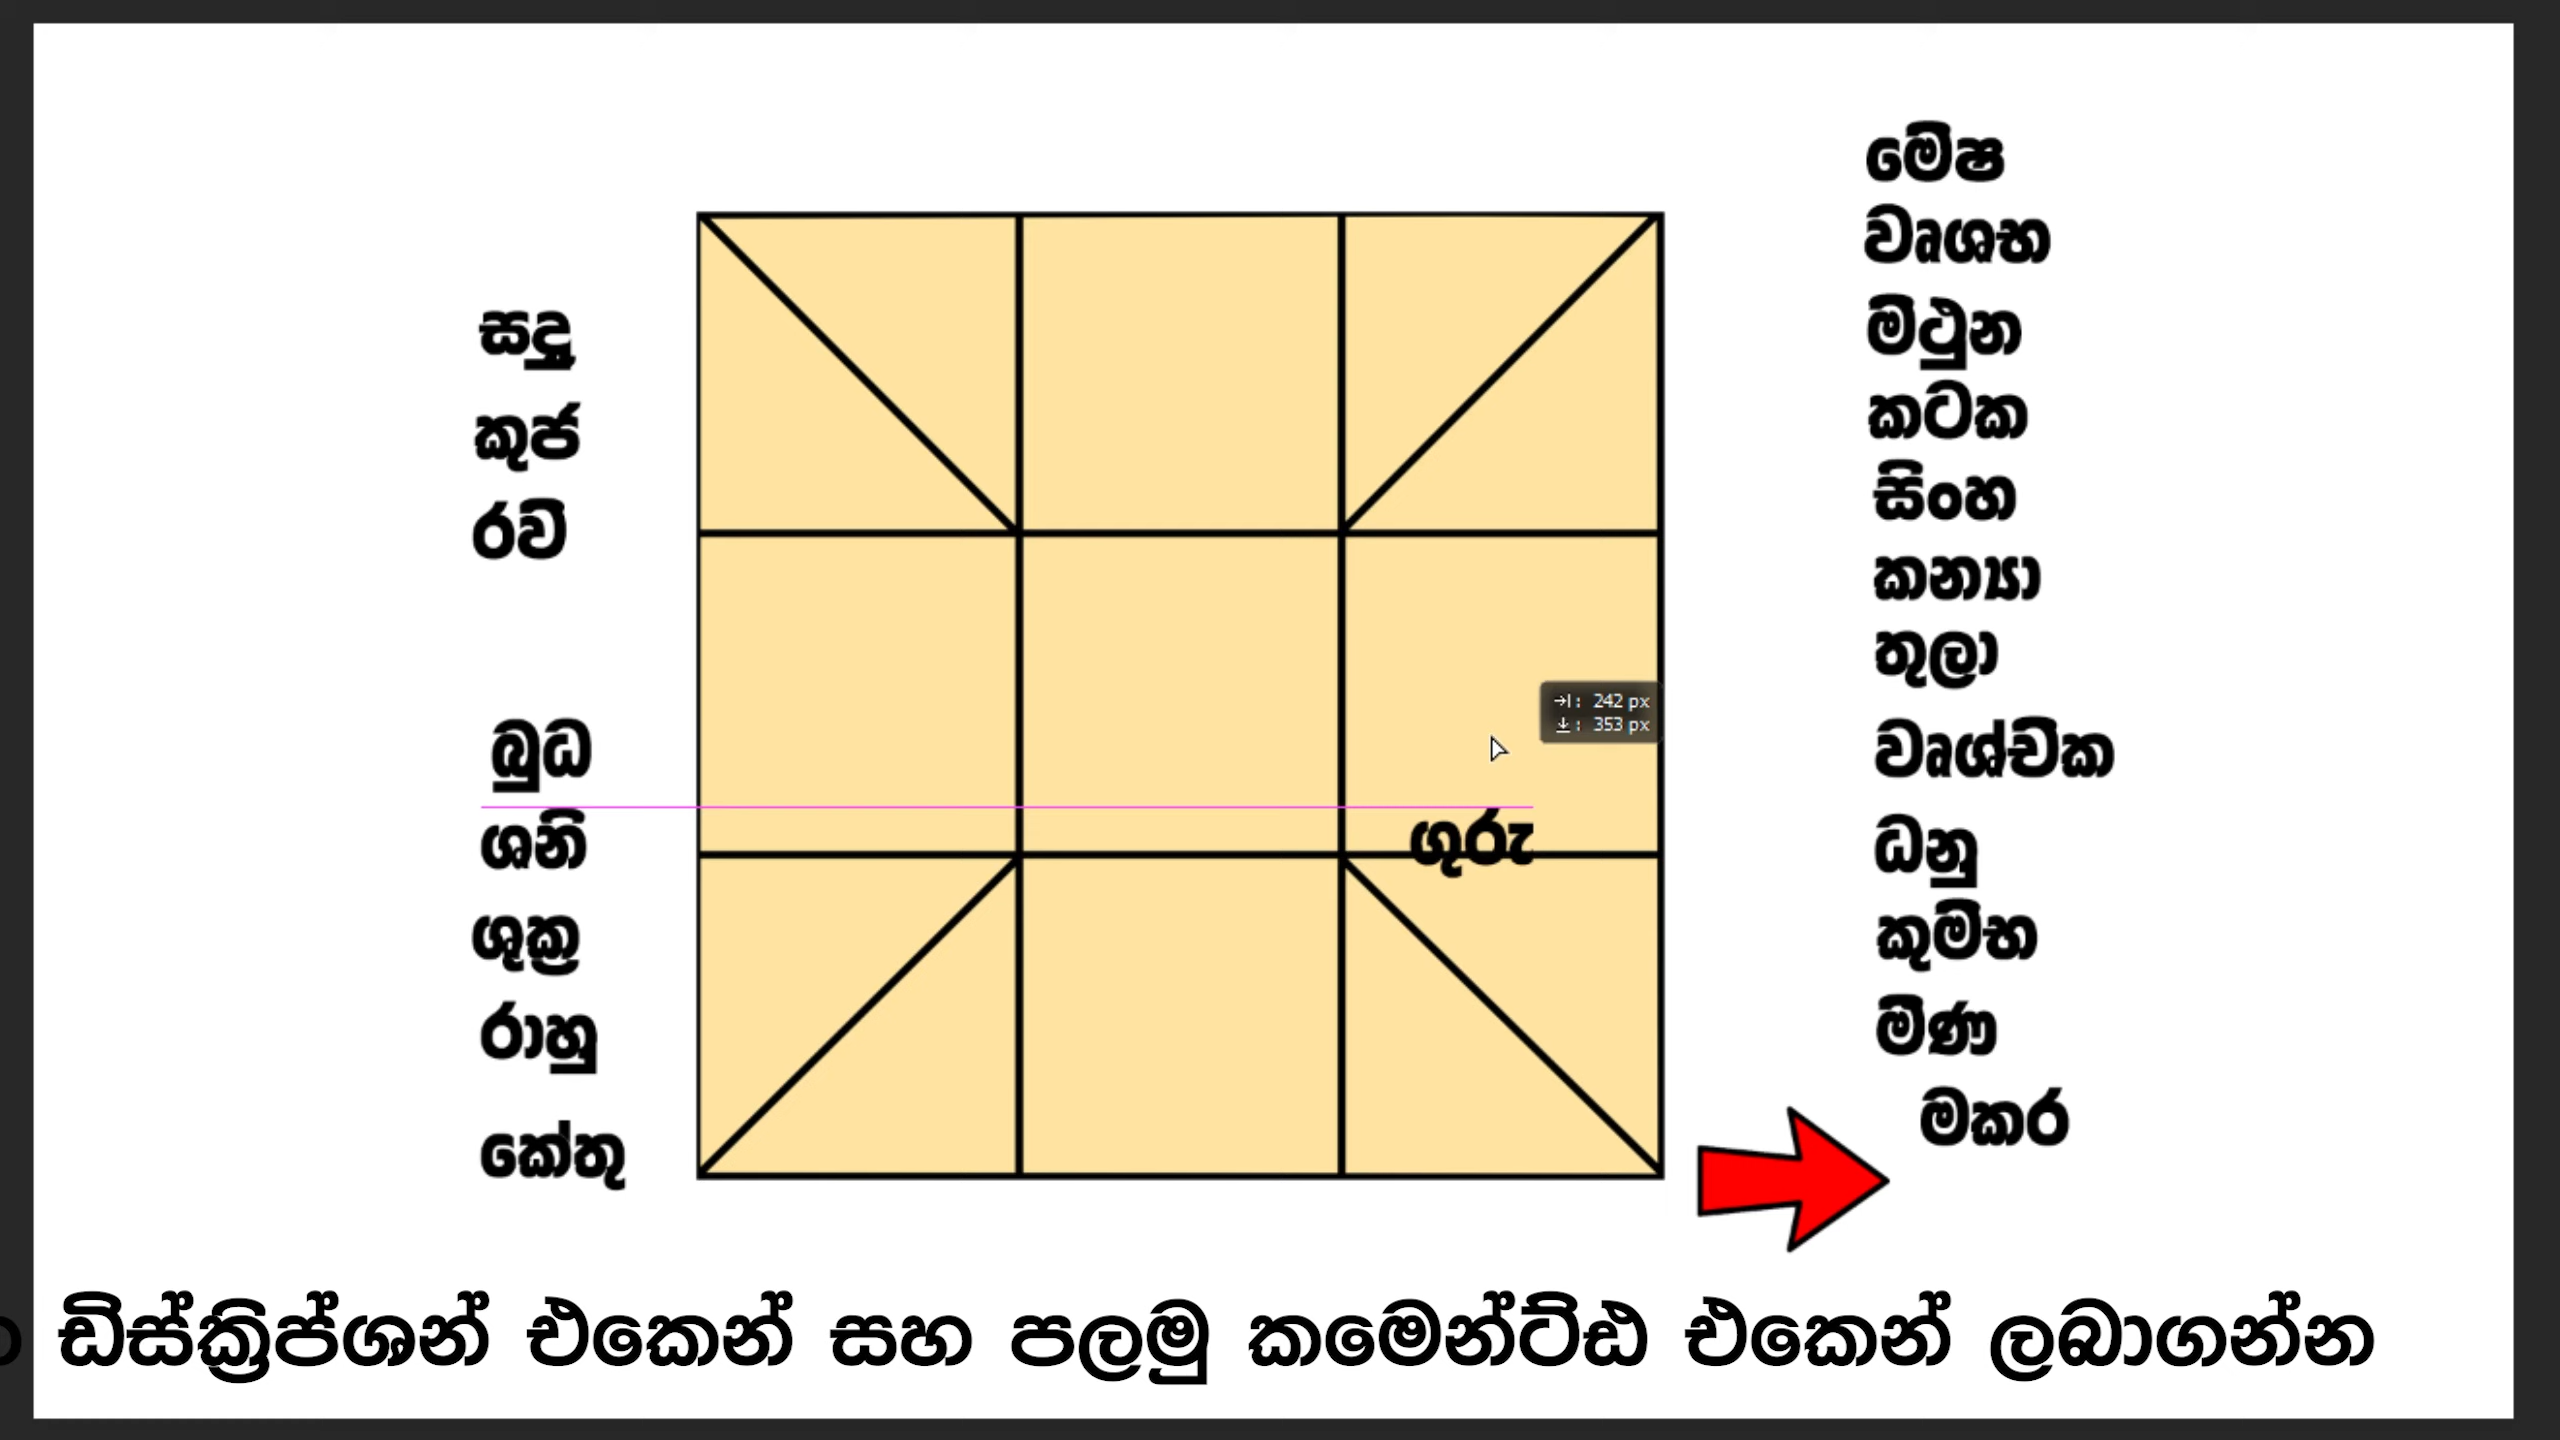 සඳු
කුජ
රවි
බුධ
ශනි
ශුක්‍ර
රාහු
කේතු
242 px
353 px
ගුරු
මේෂ
වෘශභ
මිථුන
කටක
සිංහ
කන්‍යා
තුලා
වෘශ්චික
ධනු
කුම්භ
මීණ
මකර
ඩිස්ක්‍රිප්ශන් එකෙන් සහ පලමු කමෙන්ට්ඪ එකෙන් ලබාගන්න